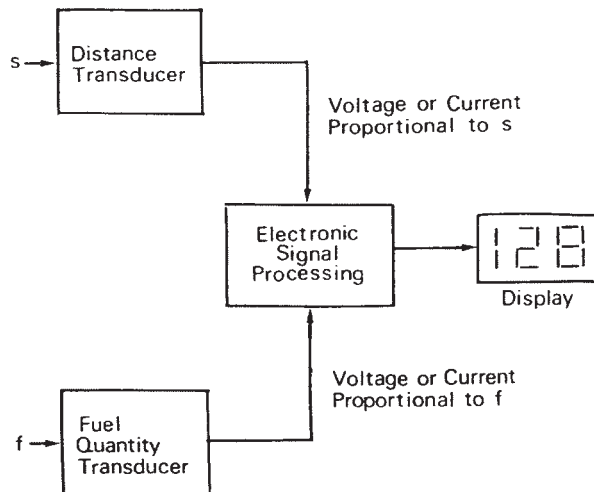 s
Distance
Transducer
Voltage or Current
Proportional to s
Electronic
Signal
Processing
128
Display
Voltage or Current
Proportional to f
f
Fuel
Quantity
Transducer